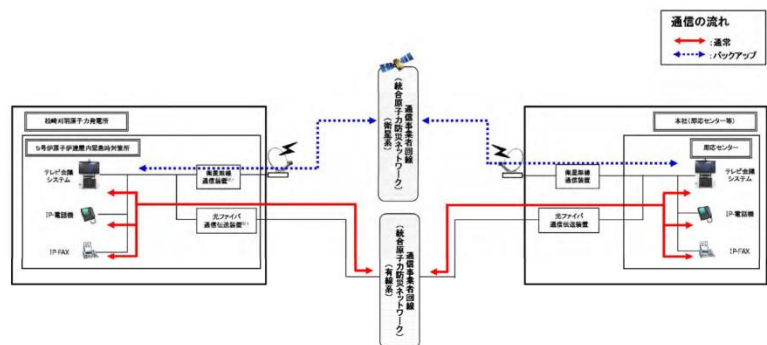 通信の流れ
:通常
:バックアップ
柏崎刈羽原子力発電所
5号炉原子炉建屋内緊急時対策所
テレビ会議
システム
IP-電話機
IP-FAX
衛星無線
通信装置
光ファイバ
通信伝送装置
通信事業者回線
(統合原子力防災ネットワーク)
(衛星系)
通信事業者回線
(統合原子力防災ネットワーク)
(有線系)
本社(即応センター等)
即応センター
衛星無線
通信装置
光ファイバ
通信伝送装置
テレビ会議
システム
IP-電話機
IP-FAX